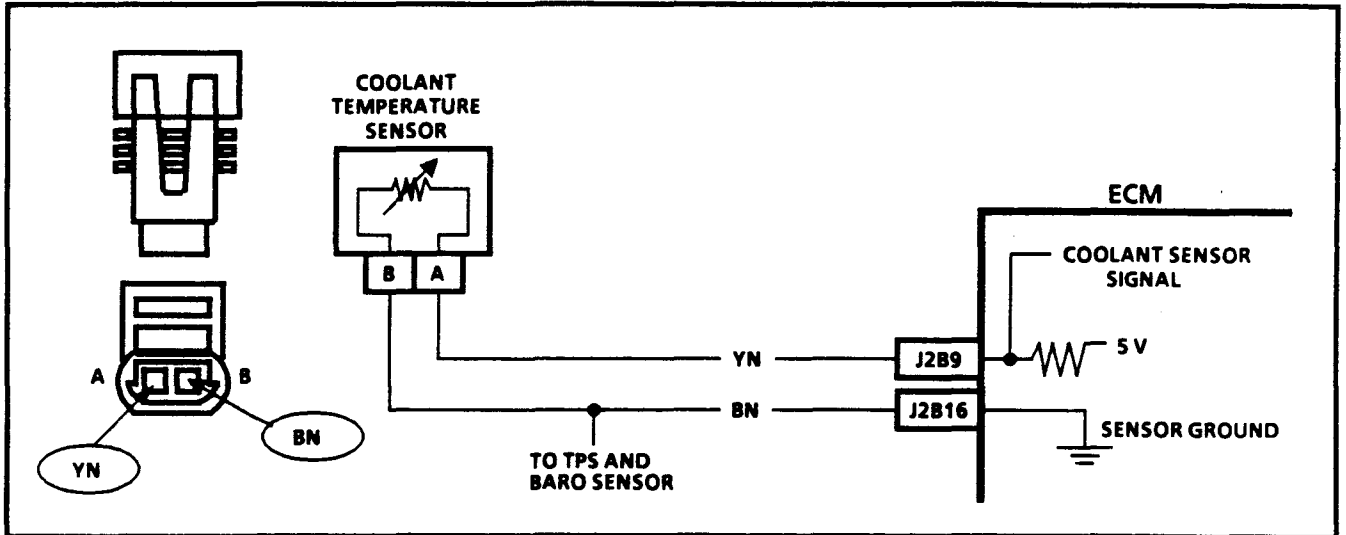 COOLANT
TEMPERATURE
SENSOR
B A
ECM
COOLANT SENSOR
SIGNAL
YN
J2B9
5 V
BN
J2B16
SENSOR GROUND
TO TPS AND
BARO SENSOR
A
B
BN
YN